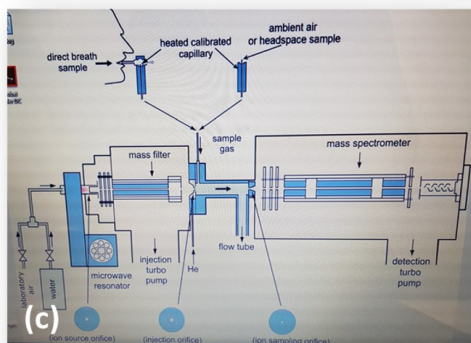 direct breath
sample
heated calibrated
capillary
ambient air
or headspace sample
sample
gas
mass filter
mass spectrometer
flow tube
He
injection
turbo
pump
detection
turbo
pump
microwave
resonator
laboratory
air
water
(ion source orifice)
(injection orifice)
(ion sampling orifice)
(c)